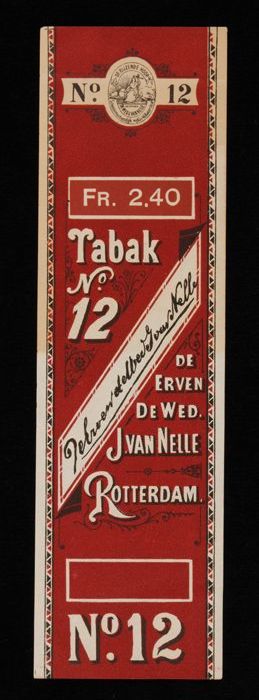 No. 12
FR. 2.40
Tabak
No.
12
DE
ERVEN
DE WED.
J. VAN NELLE
ROTTERDAM.
No. 12